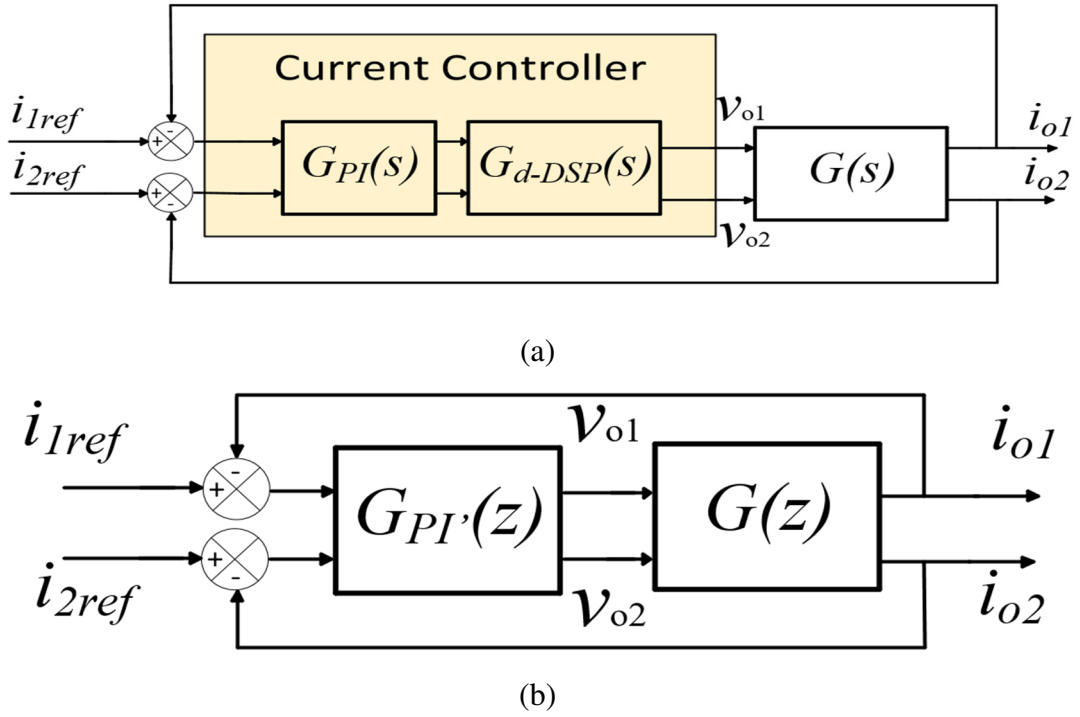 Current Controller
i1ref
i2ref
+ -
+ -
GPI(s)
Gd-DSP(s)
vo1
vo2
G(s)
io1
io2
(a)
i1ref
i2ref
+ -
+ -
GPI'(z)
vo1
vo2
G(z)
io1
io2
(b)